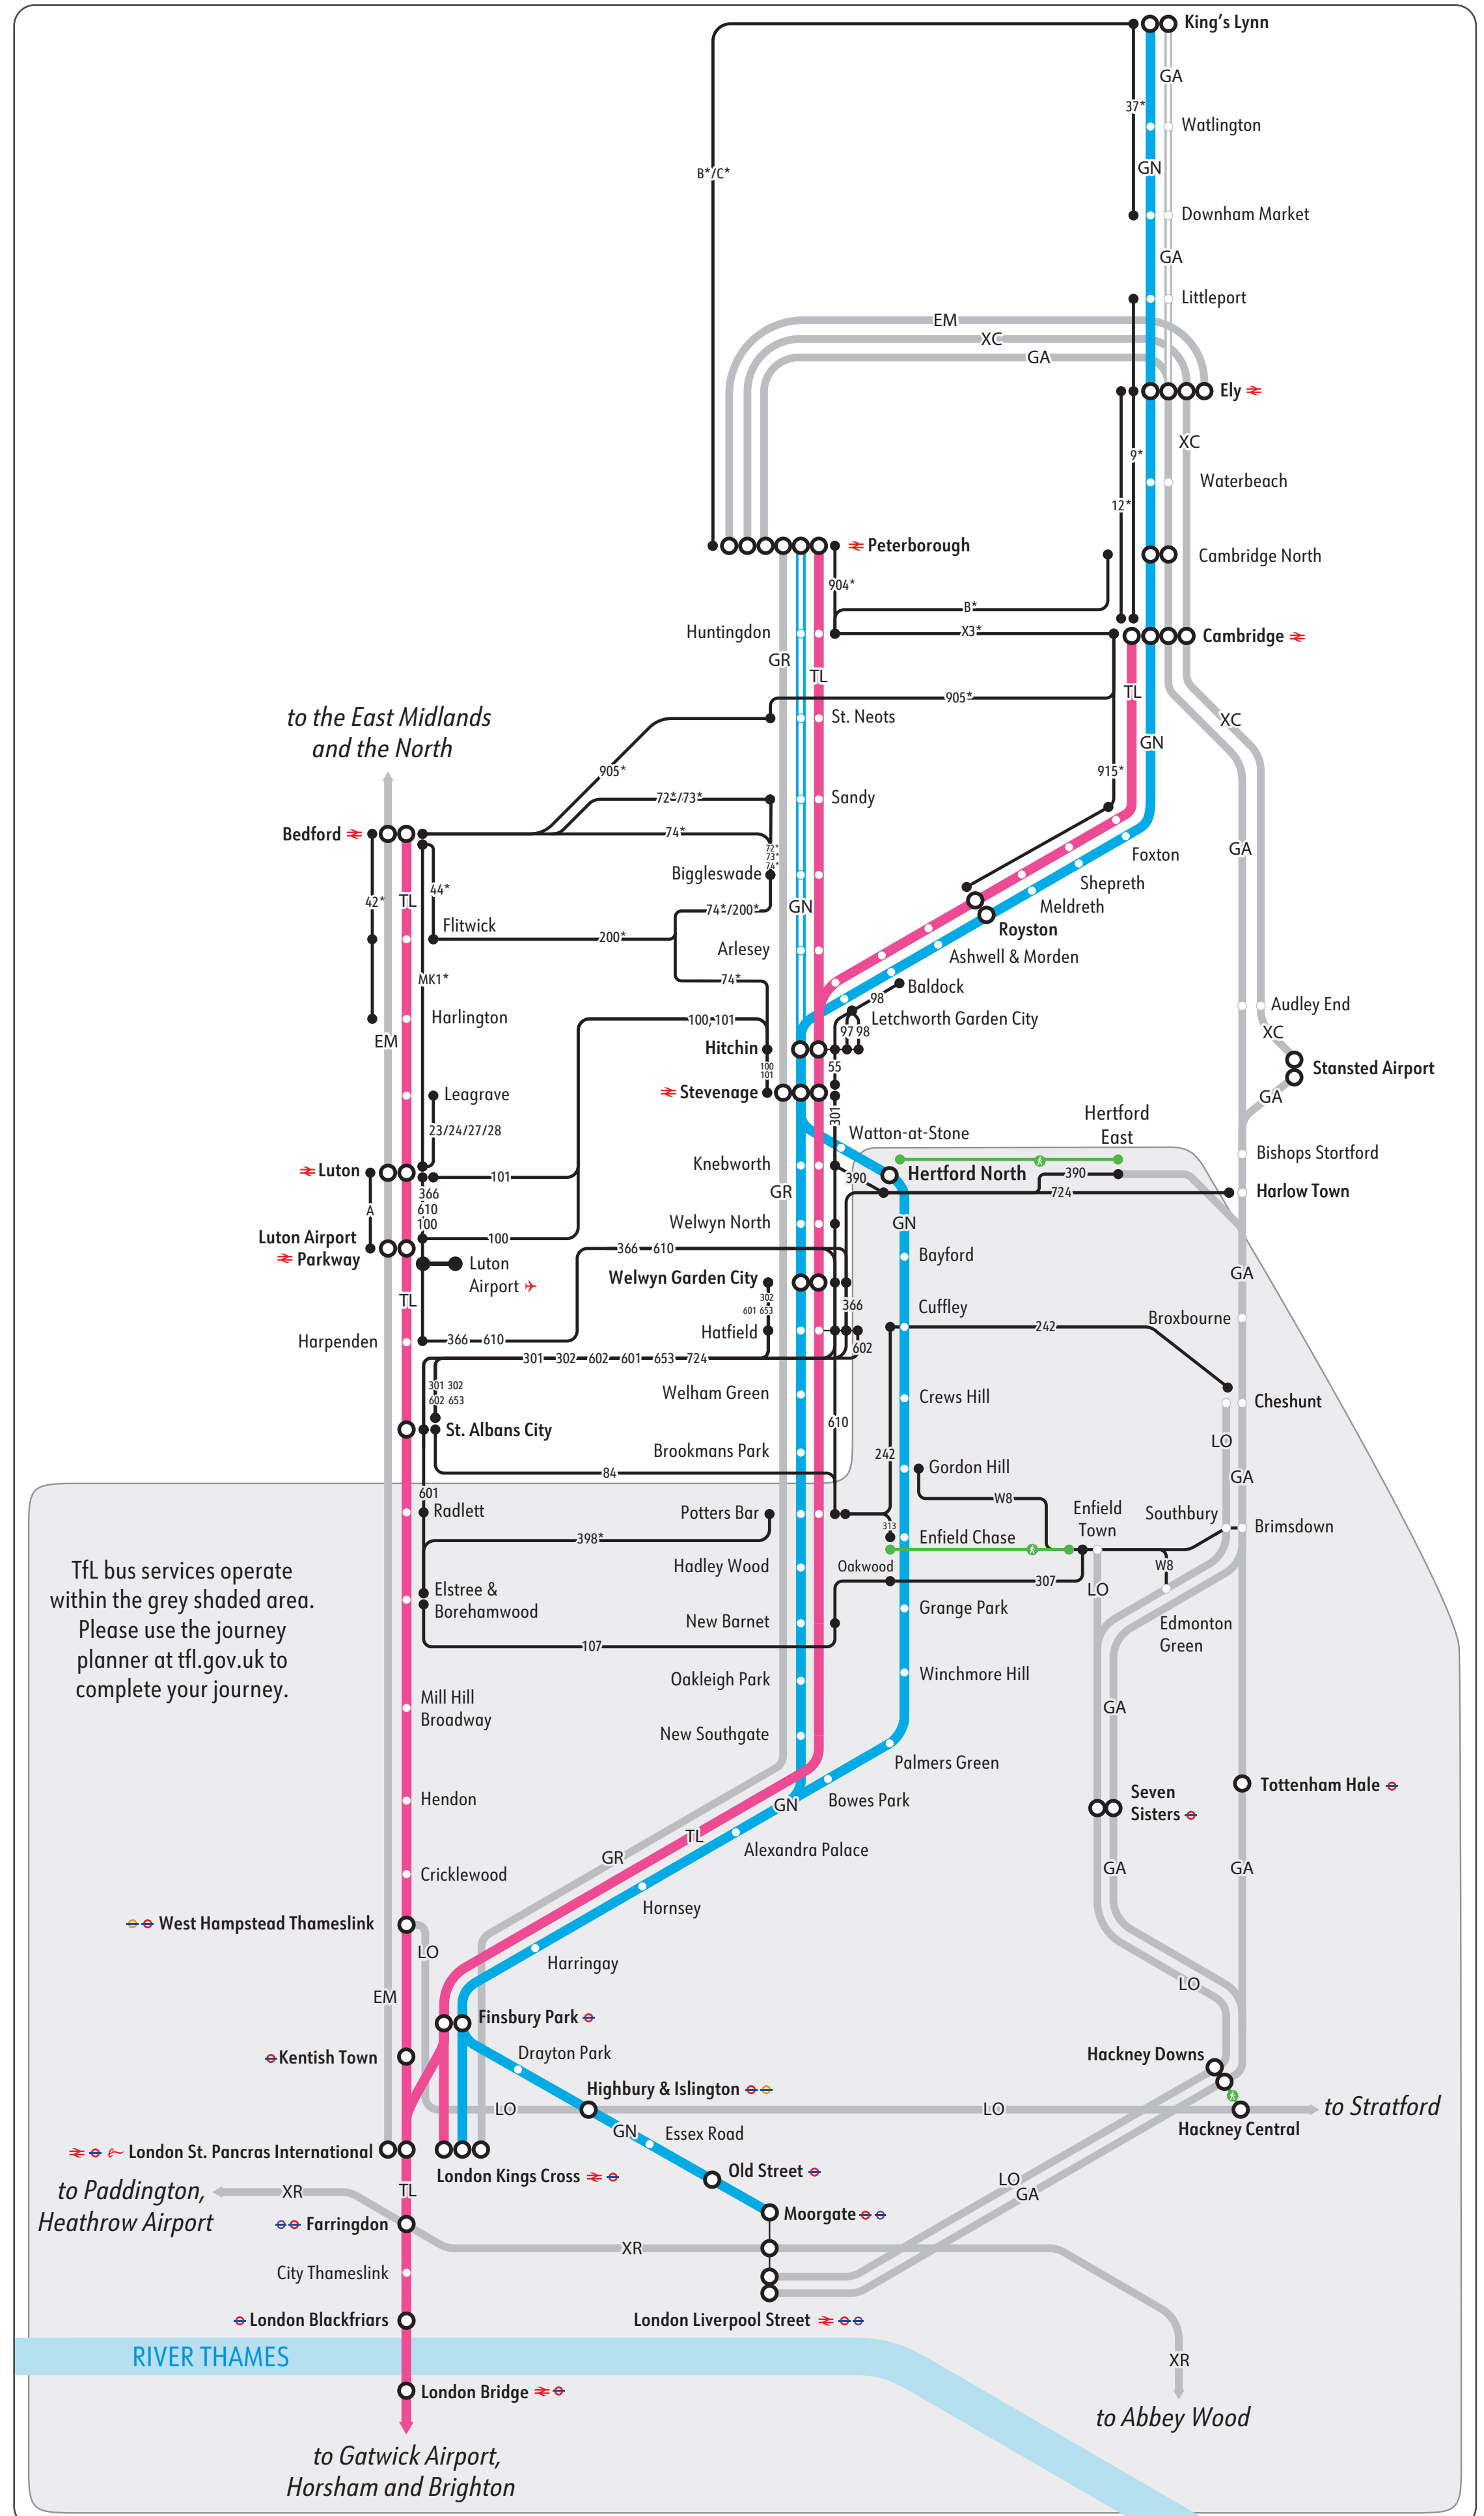 King's Lynn
GA
37*
Watlington
GN
B*/C*
Downham Market
GA
Littleport
EM
XC
GA
Ely
XC
9*
Waterbeach
12*
Peterborough
Cambridge North
904*
B*
Huntingdon
X3*
Cambridge
GR
TL
TL
905*
XC
to the East Midlands
and the North
St. Neots
GN
905*
915*
72*/73*
Sandy
Bedford
74*
72*
73*
74*
GA
Foxton
Biggleswade
Shepreth
44*
42*
TL
GN
74*/200*
Meldreth
Flitwick
200*
Royston
Arlesey
Ashwell & Morden
MK1*
74*
Baldock
98
Harlington
100,101
Letchworth Garden City
97 98
Audley End
EM
XC
Hitchin
100
101
55
Stansted Airport
Leagrave
Stevenage
GA
301
Hertford
East
23/24/27/28
Watton-at-Stone
Bishops Stortford
Luton
Knebworth
Hertford North
390
390
101
GR
724
Harlow Town
366
610
100
A
Welwyn North
GN
Luton Airport
Parkway
100
366
610
Bayford
Luton
Airport
Welwyn Garden City
GA
302
601 653
TL
366
Cuffley
Hatfield
242
Broxbourne
Harpenden
366
610
602
301
302
602
601
653
724
301 302
602 653
Welham Green
Crews Hill
Cheshunt
St. Albans City
610
LO
Brookmans Park
242
Gordon Hill
84
GA
601
W8
Radlett
Potters Bar
313
Enfield
Town
Southbury
Brimsdown
398*
Enfield Chase
TfL bus services operate
within the grey shaded area.
Please use the journey
planner at tfl.gov.uk to
complete your journey.
Hadley Wood
Oakwood
W8
307
LO
Elstree &
Borehamwood
New Barnet
Grange Park
Edmonton
Green
107
Oakleigh Park
Winchmore Hill
Mill Hill
Broadway
GA
New Southgate
Palmers Green
Hendon
GN
Bowes Park
Seven
Sisters
Tottenham Hale
TL
Alexandra Palace
GR
GA
GA
Cricklewood
Hornsey
West Hampstead Thameslink
LO
Harringay
LO
EM
Finsbury Park
Kentish Town
Drayton Park
Hackney Downs
Highbury & Islington
LO
LO
to Stratford
GN
Essex Road
Hackney Central
London St. Pancras International
London Kings Cross
Old Street
LO
GA
to Paddington,
Heathrow Airport
XR
TL
Moorgate
Farringdon
XR
City Thameslink
London Blackfriars
London Liverpool Street
RIVER THAMES
XR
London Bridge
to Abbey Wood
to Gatwick Airport,
Horsham and Brighton